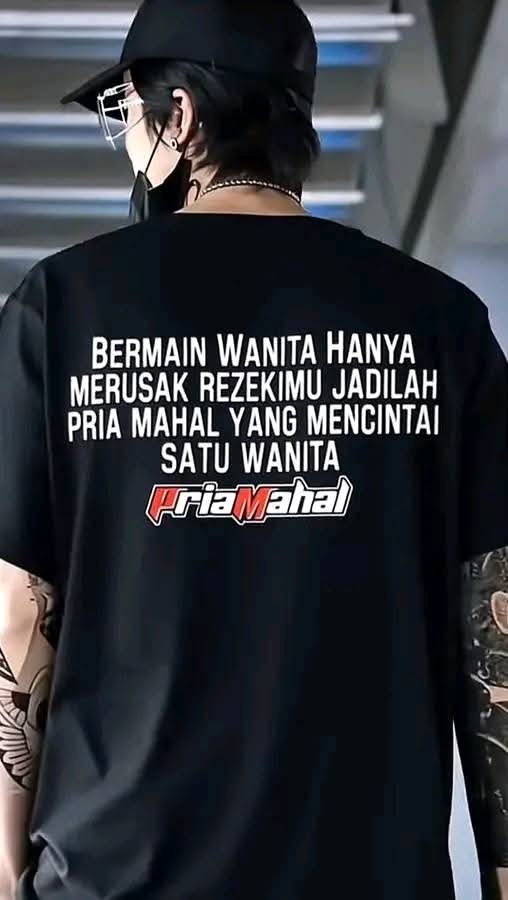 BERMAIN WANITA HANYA
MERUSAK REZEKIMU JADILAH
PRIA MAHAL YANG MENCINTAI
SATU WANITA
PriaMahal